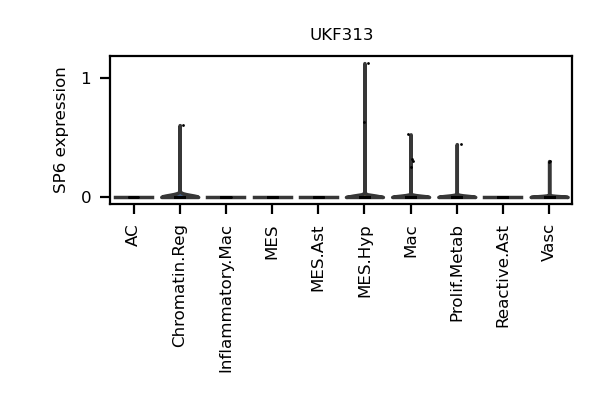 UKF313
SP6 expression
1
0
AC
Chromatin.Reg
Inflammatory.Mac
MES
MES.Ast
MES.Hyp
Mac
Prolif.Metab
Reactive.Ast
Vasc